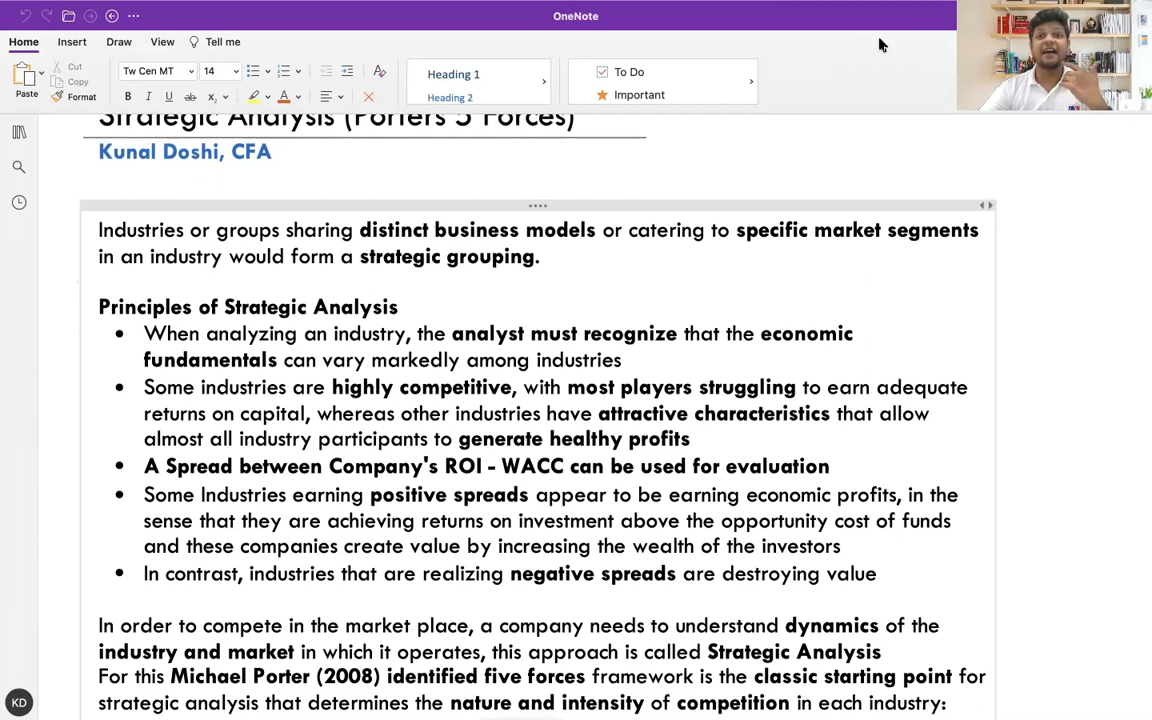 OneNote
Home Insert Draw View Tell me
Paste
Cut
Copy
Format
Tw Cen MT 14
B I U ab x₂ A
Heading 1
Heading 2
To Do
Important
Strategic Analysis (Porters 5 Forces)
Kunal Doshi, CFA
Industries or groups sharing distinct business models or catering to specific market segments
in an industry would form a strategic grouping.
Principles of Strategic Analysis
• When analyzing an industry, the analyst must recognize that the economic
fundamentals can vary markedly among industries
• Some industries are highly competitive, with most players struggling to earn adequate
returns on capital, whereas other industries have attractive characteristics that allow
almost all industry participants to generate healthy profits
• A Spread between Company's ROI - WACC can be used for evaluation
• Some Industries earning positive spreads appear to be earning economic profits, in the
sense that they are achieving returns on investment above the opportunity cost of funds
and these companies create value by increasing the wealth of the investors
• In contrast, industries that are realizing negative spreads are destroying value
In order to compete in the market place, a company needs to understand dynamics of the
industry and market in which it operates, this approach is called Strategic Analysis
For this Michael Porter (2008) identified five forces framework is the classic starting point for
strategic analysis that determines the nature and intensity of competition in each industry:
KD